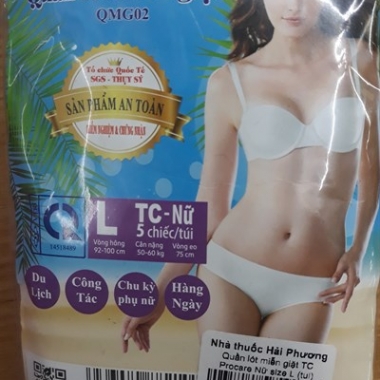 QMG02
Tổ chức Quốc Tế
SGS - THỤY SỸ
SẢN PHẨM AN TOÀN
KIỂM NGHIỆM & CHỨNG NHẬN
L
TC-Nữ
5 chiếc/túi
Vòng hông
92-100 cm
Cân nặng
50-60 kg
Vòng eo
75 cm
Du Lịch
Công Tác
Chu kỳ phụ nữ
Hàng Ngày
Nhà thuốc Hải Phương
Quần lót miễn giặt TC
Procare Nữ size L (túi)